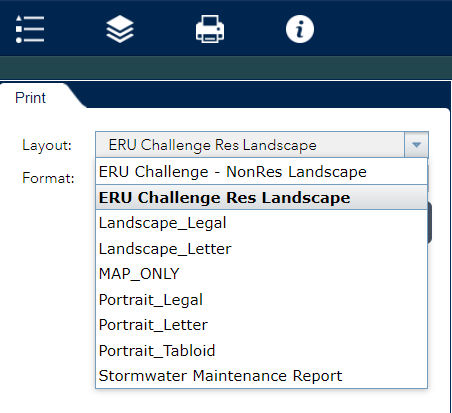 Print
Layout: ERU Challenge Res Landscape
Format:
ERU Challenge - NonRes Landscape
ERU Challenge Res Landscape
Landscape_Legal
Landscape_Letter
MAP_ONLY
Portrait_Legal
Portrait_Letter
Portrait_Tabloid
Stormwater Maintenance Report